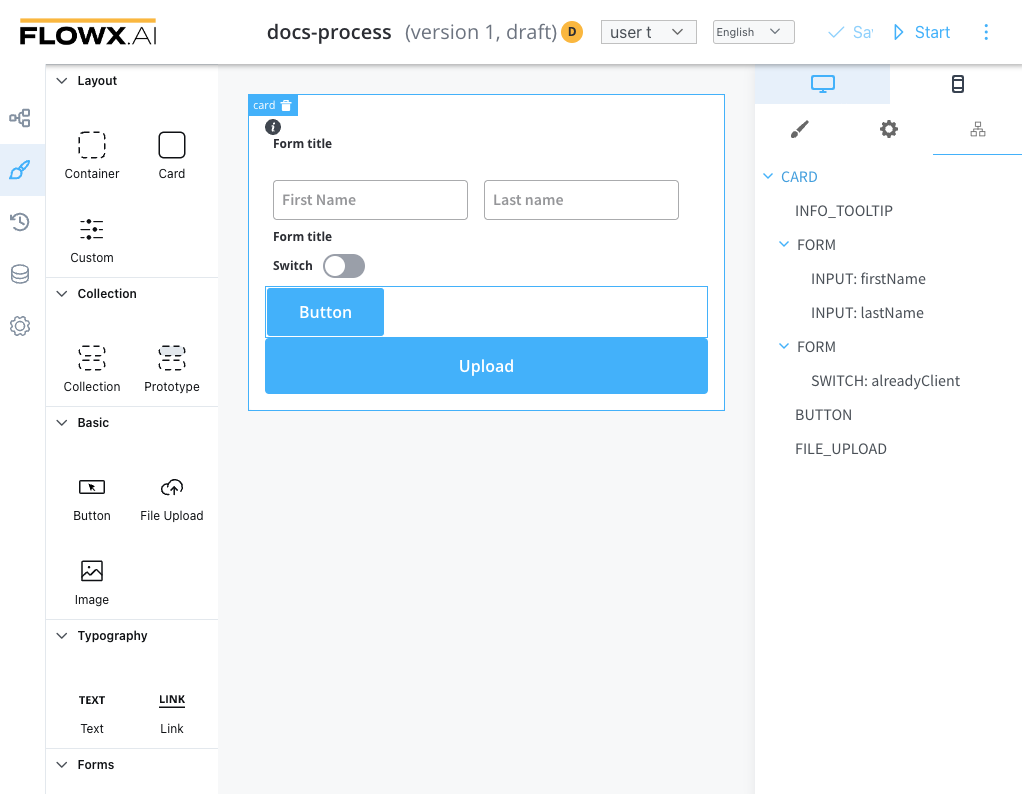 FLOWX.AI
docs-process (version 1, draft) D
user t
English
Start
Layout
Container Card
Custom
Collection
Collection Prototype
Basic
Button File Upload
Image
Typography
TEXT LINK
Text Link
Forms
card
i
Form title
First Name Last name
Form title
Switch
Button
Upload
CARD
INFO_TOOLTIP
FORM
INPUT: firstName
INPUT: lastName
FORM
SWITCH: alreadyClient
BUTTON
FILE_UPLOAD